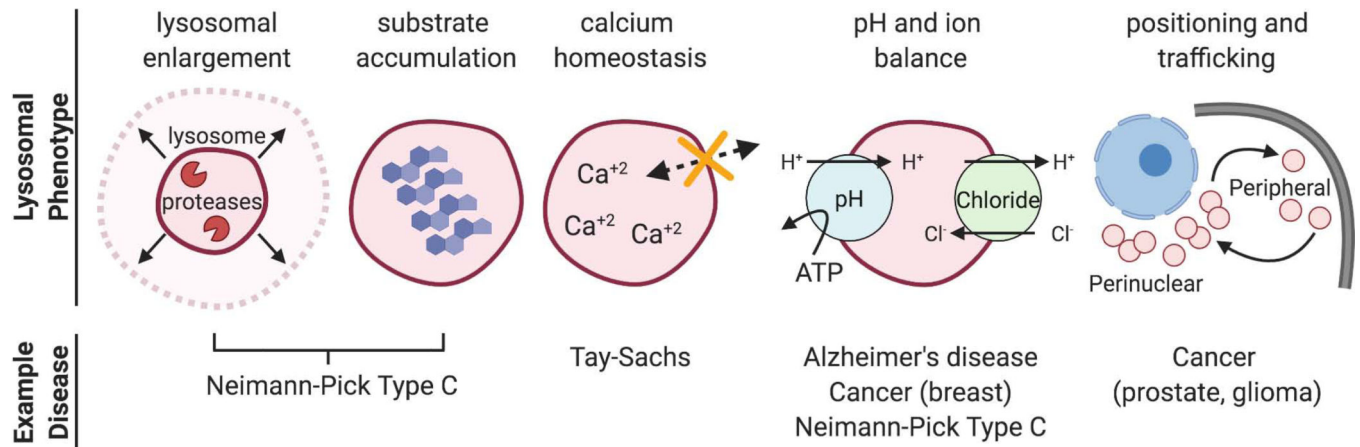 lysosomal
enlargement
substrate
accumulation
calcium
homeostasis
pH and ion
balance
positioning and
trafficking
Lysosomal
Phenotype
lysosome
proteases
Ca+2
Ca+2
Ca+2
H+
H+
pH
ATP
H+
Chloride
Cl-
Cl-
Peripheral
Perinuclear
Example
Disease
Neimann-Pick Type C
Tay-Sachs
Alzheimer's disease
Cancer (breast)
Neimann-Pick Type C
Cancer
(prostate, glioma)